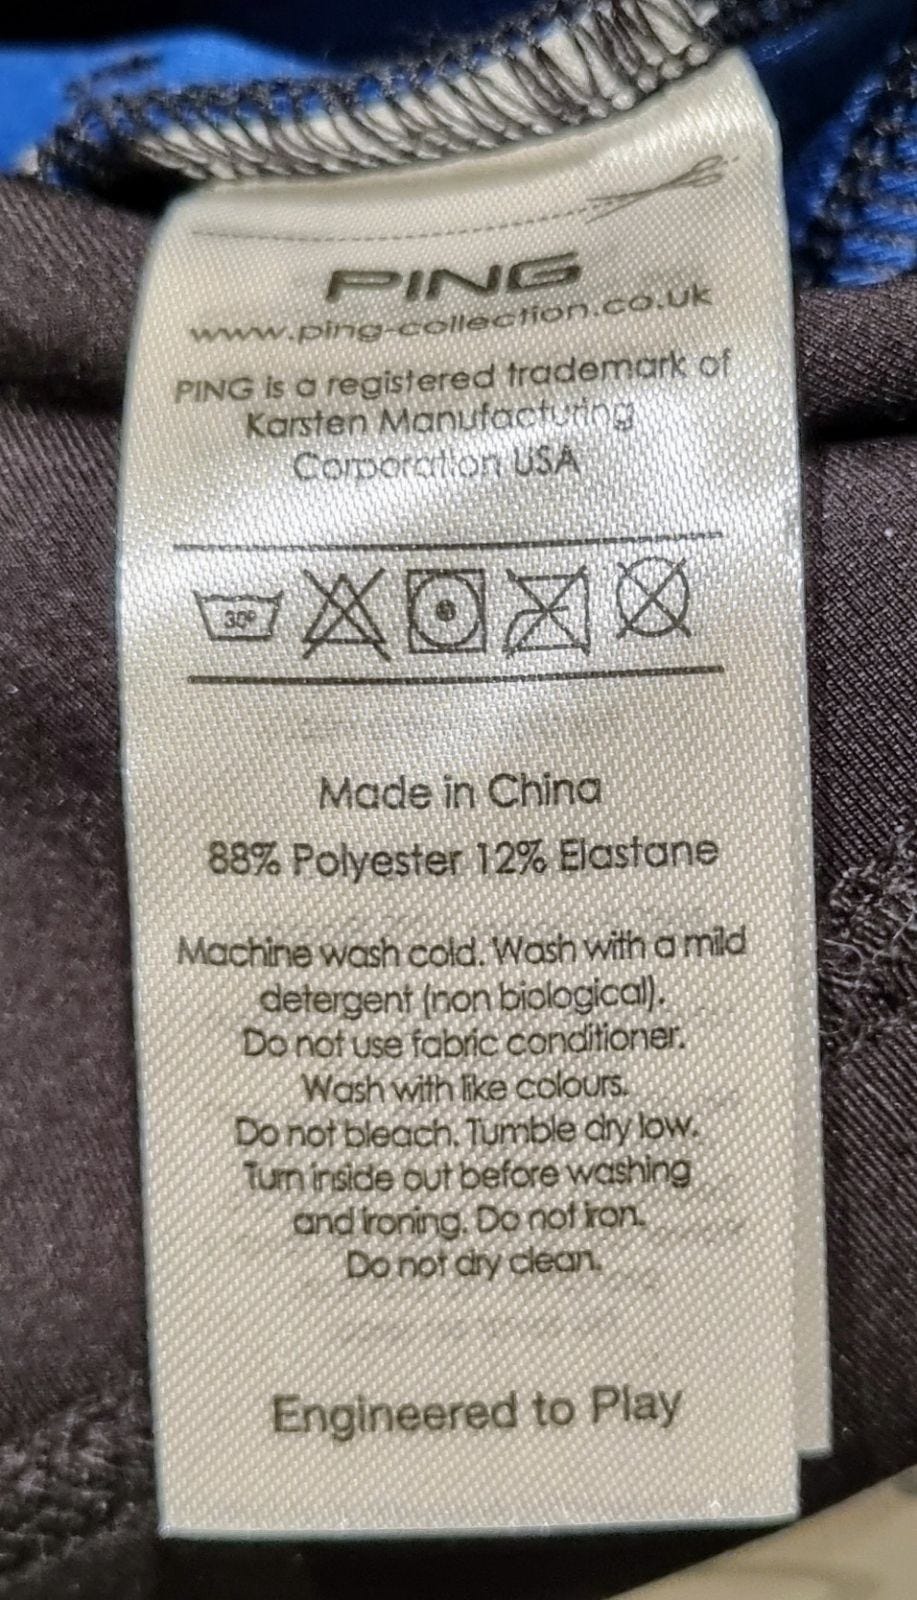 PING
www.ping-collection.co.uk
PING is a registered trademark of
Karsten Manufacturing
Corporation USA
30°
Made in China
88% Polyester 12% Elastane
Machine wash cold. Wash with a mild
detergent (non biological).
Do not use fabric conditioner.
Wash with like colours.
Do not bleach. Tumble dry low.
Turn inside out before washing
and ironing. Do not iron.
Do not dry clean.
Engineered to Play